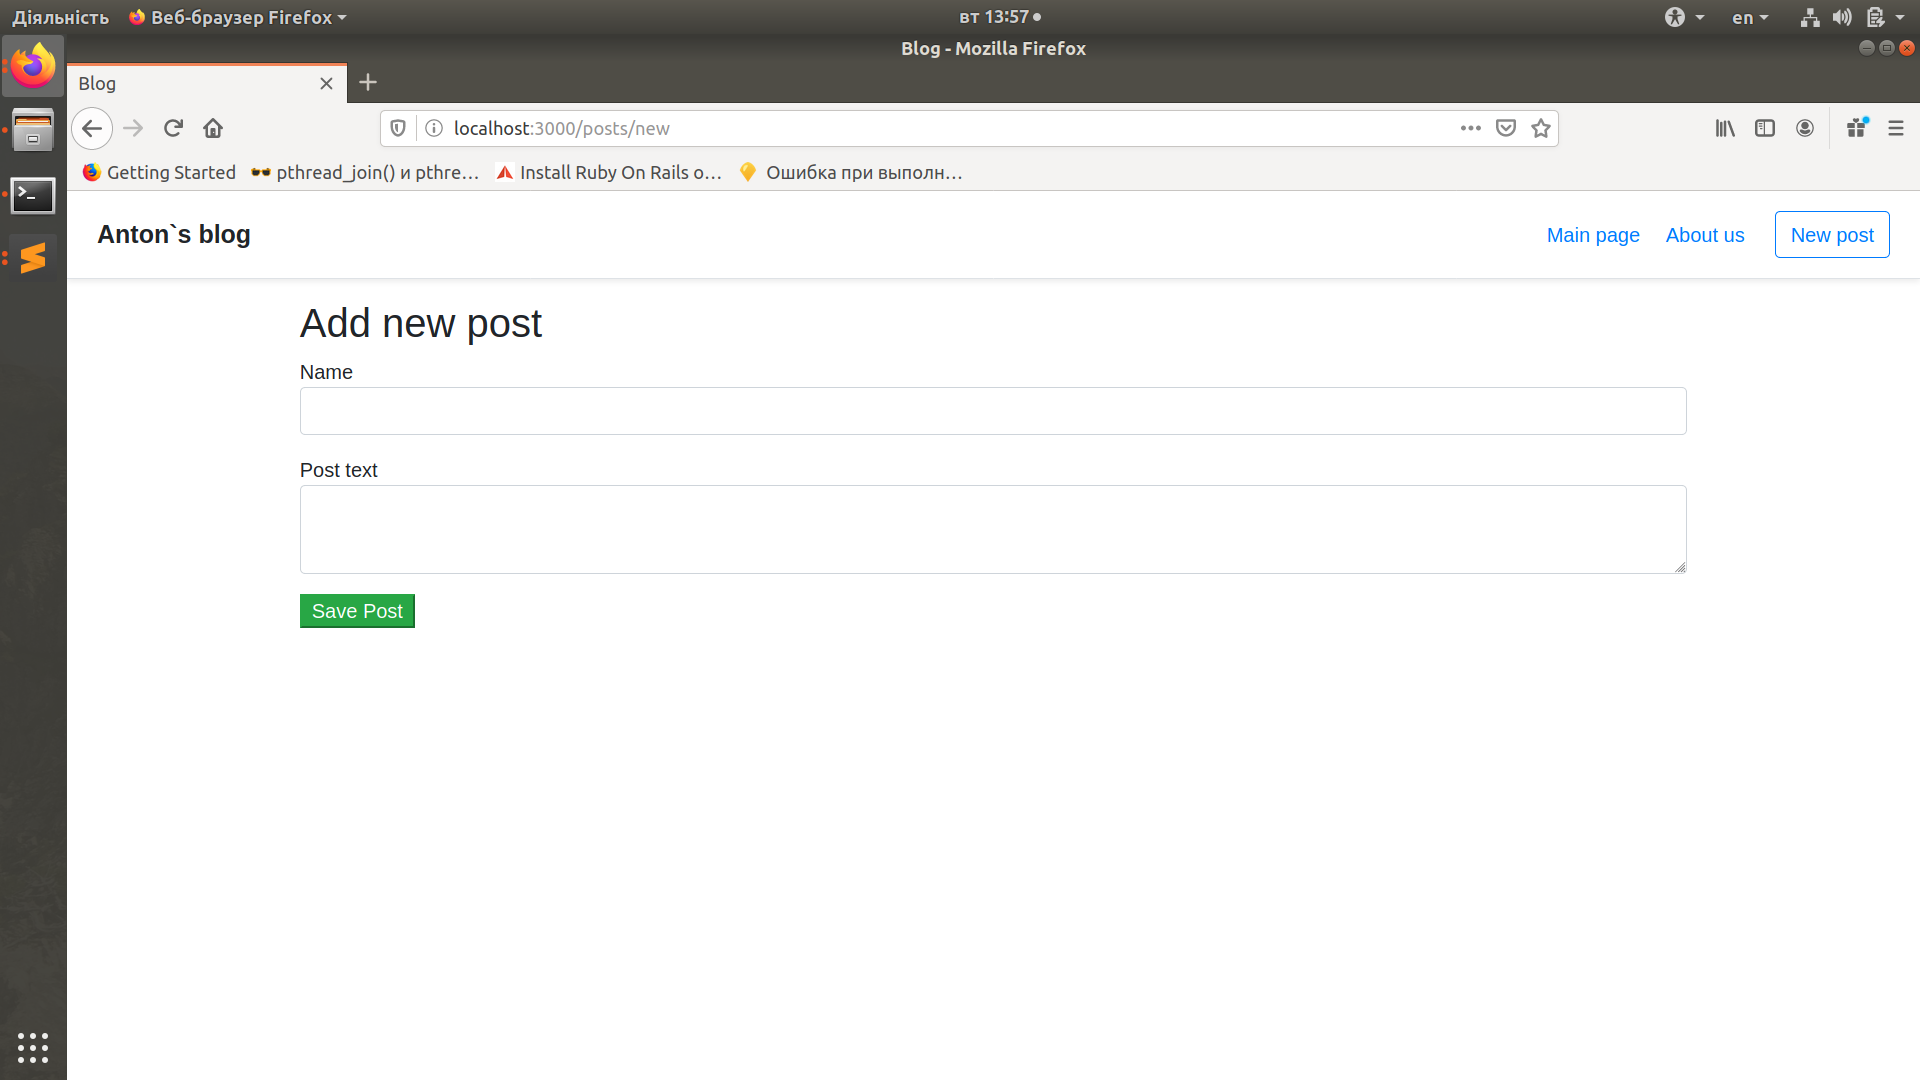 Діяльність Веб-браузер Firefox вт 13:57 en
Blog - Mozilla Firefox
Blog
localhost:3000/posts/new
Getting Started pthread_join() и pthre… Install Ruby On Rails o… Ошибка при выполн…
Anton`s blog Main page About us New post
Add new post
Name
Post text
Save Post